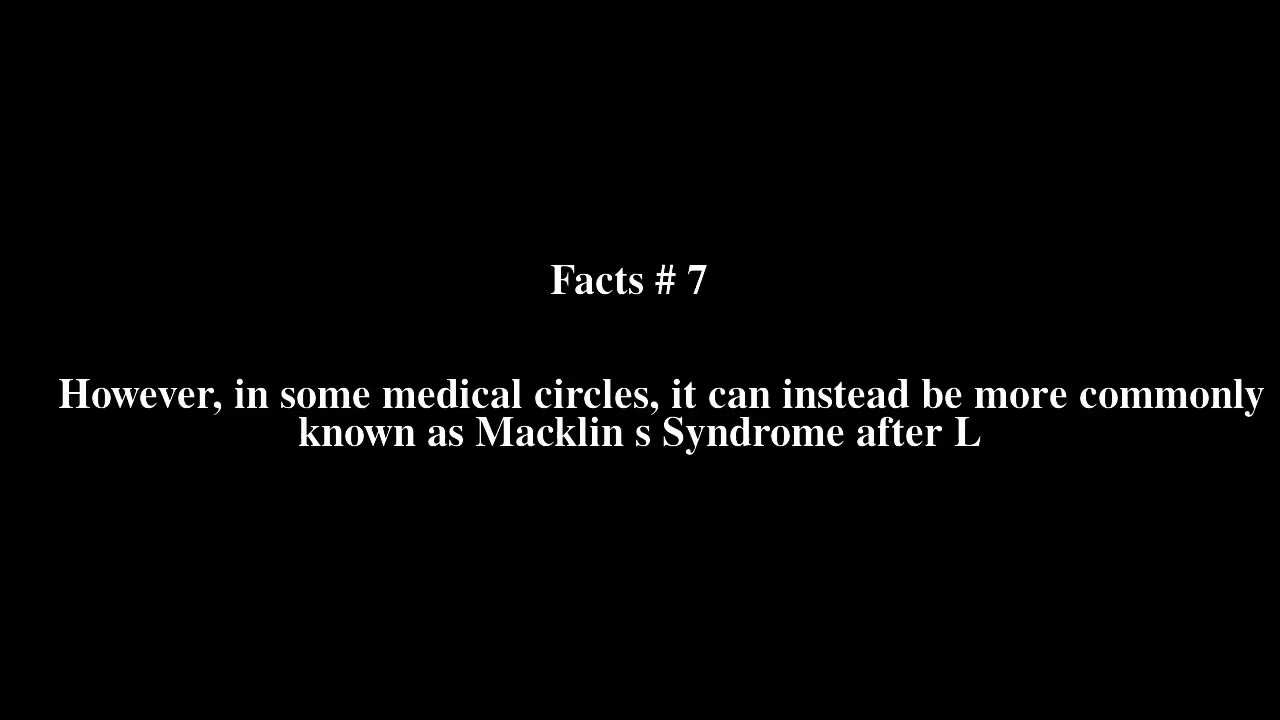 Facts # 7
However, in some medical circles, it can instead be more commonly
known as Macklin s Syndrome after L